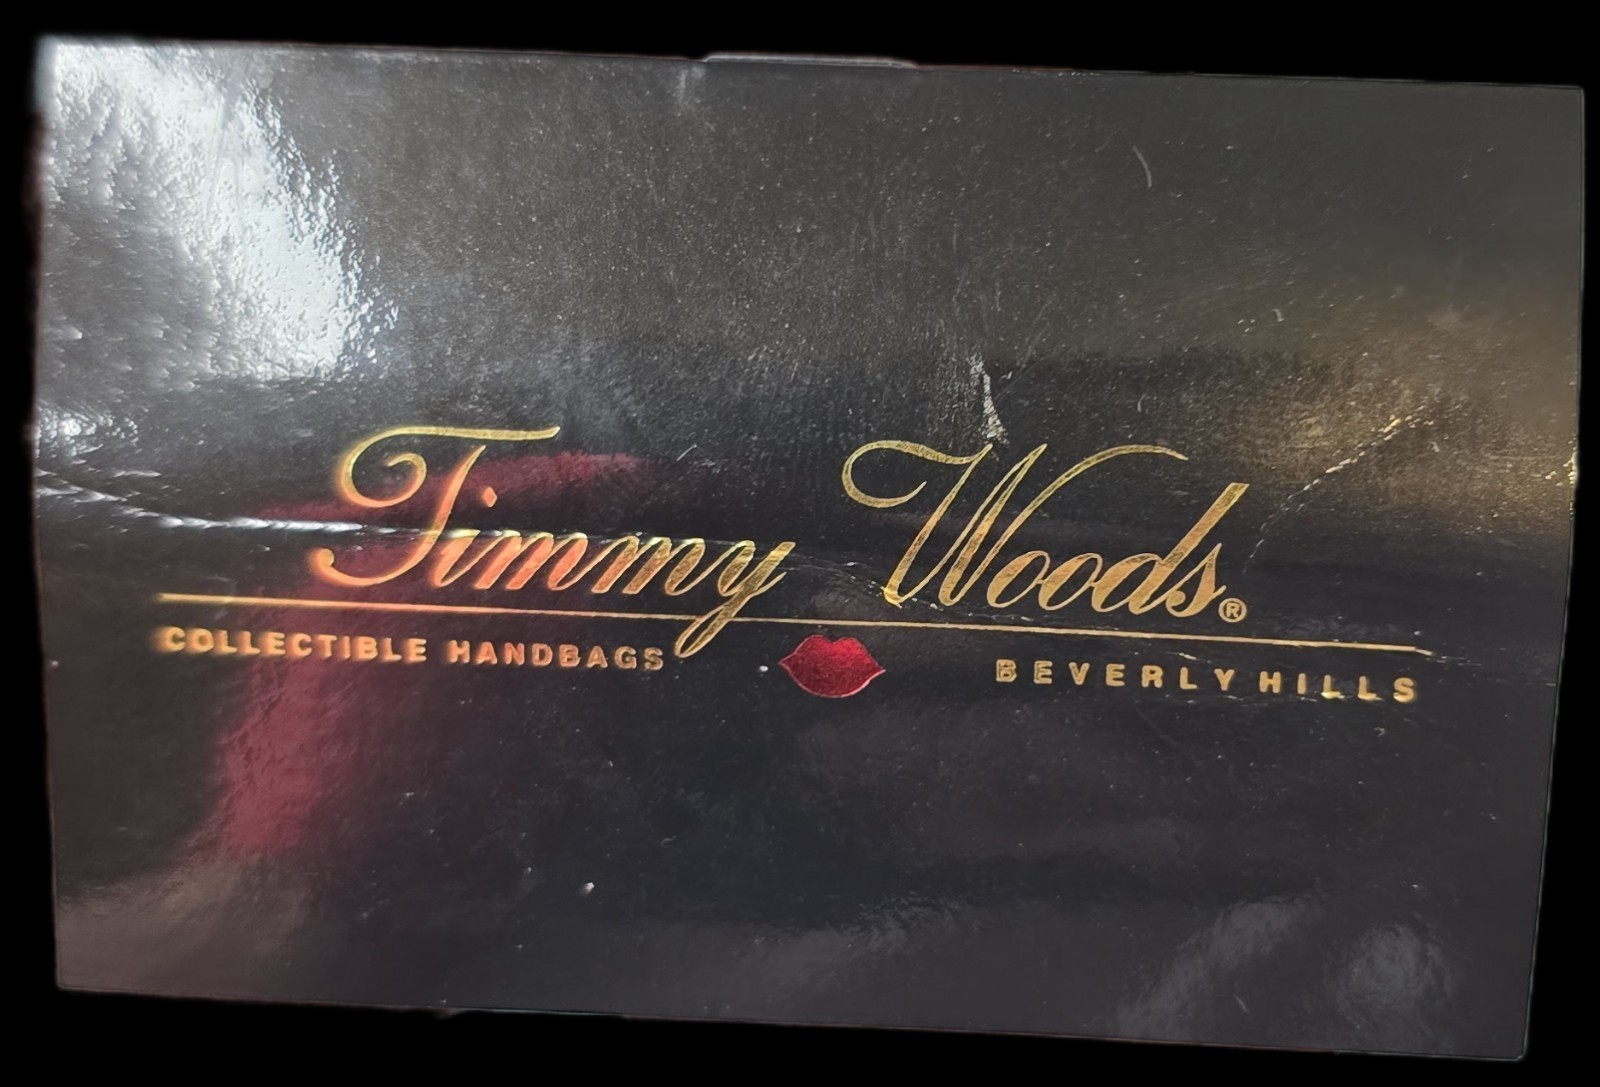 Timmy Woods®
COLLECTIBLE HANDBAGS BEVERLY HILLS